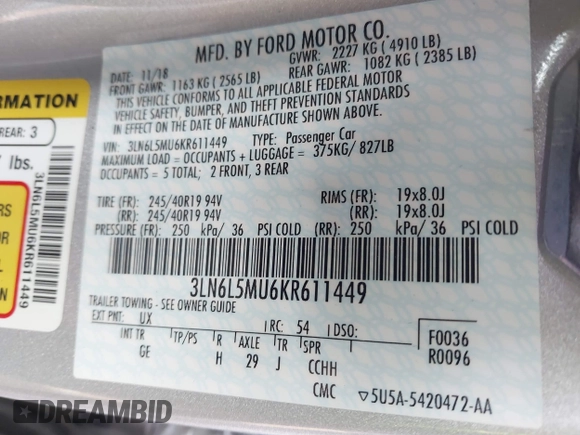 MFD. BY FORD MOTOR CO.
DATE: 11/18 GVWR: 2227 KG (4910 LB)
FRONT GAWR: 1163 KG (2565 LB) REAR GAWR: 1082 KG (2385 LB)
THIS VEHICLE CONFORMS TO ALL APPLICABLE FEDERAL MOTOR
VEHICLE SAFETY, BUMPER, AND THEFT PREVENTION STANDARDS
IN EFFECT ON THE DATE OF MANUFACTURE SHOWN ABOVE.
VIN: 3LN6L5MU6KR611449 TYPE: Passenger Car
MAXIMUM LOAD = OCCUPANTS + LUGGAGE = 375KG/ 827LB
OCCUPANTS = 5 TOTAL; 2 FRONT, 3 REAR
TIRE (FR): 245/40R19 94V RIMS (FR): 19x8.0J
(RR): 245/40R19 94V (RR): 19x8.0J
PRESSURE (FR): 250 kPa/ 36 PSI COLD (RR): 250 kPa/ 36 PSI COLD
3LN6L5MU6KR611449
TRAILER TOWING - SEE OWNER GUIDE
EXT PNT: UX RC: 54 DSO: F0036
INT TR TP/PS R AXLE TR SPR R0096
GE H 29 J CCHH
CMC ▽5U5A-5420472-AA
ORMATION
REAR: 3
lbs.
RS
OR
L
3LN6L5MU6KR611449
DREAMBID